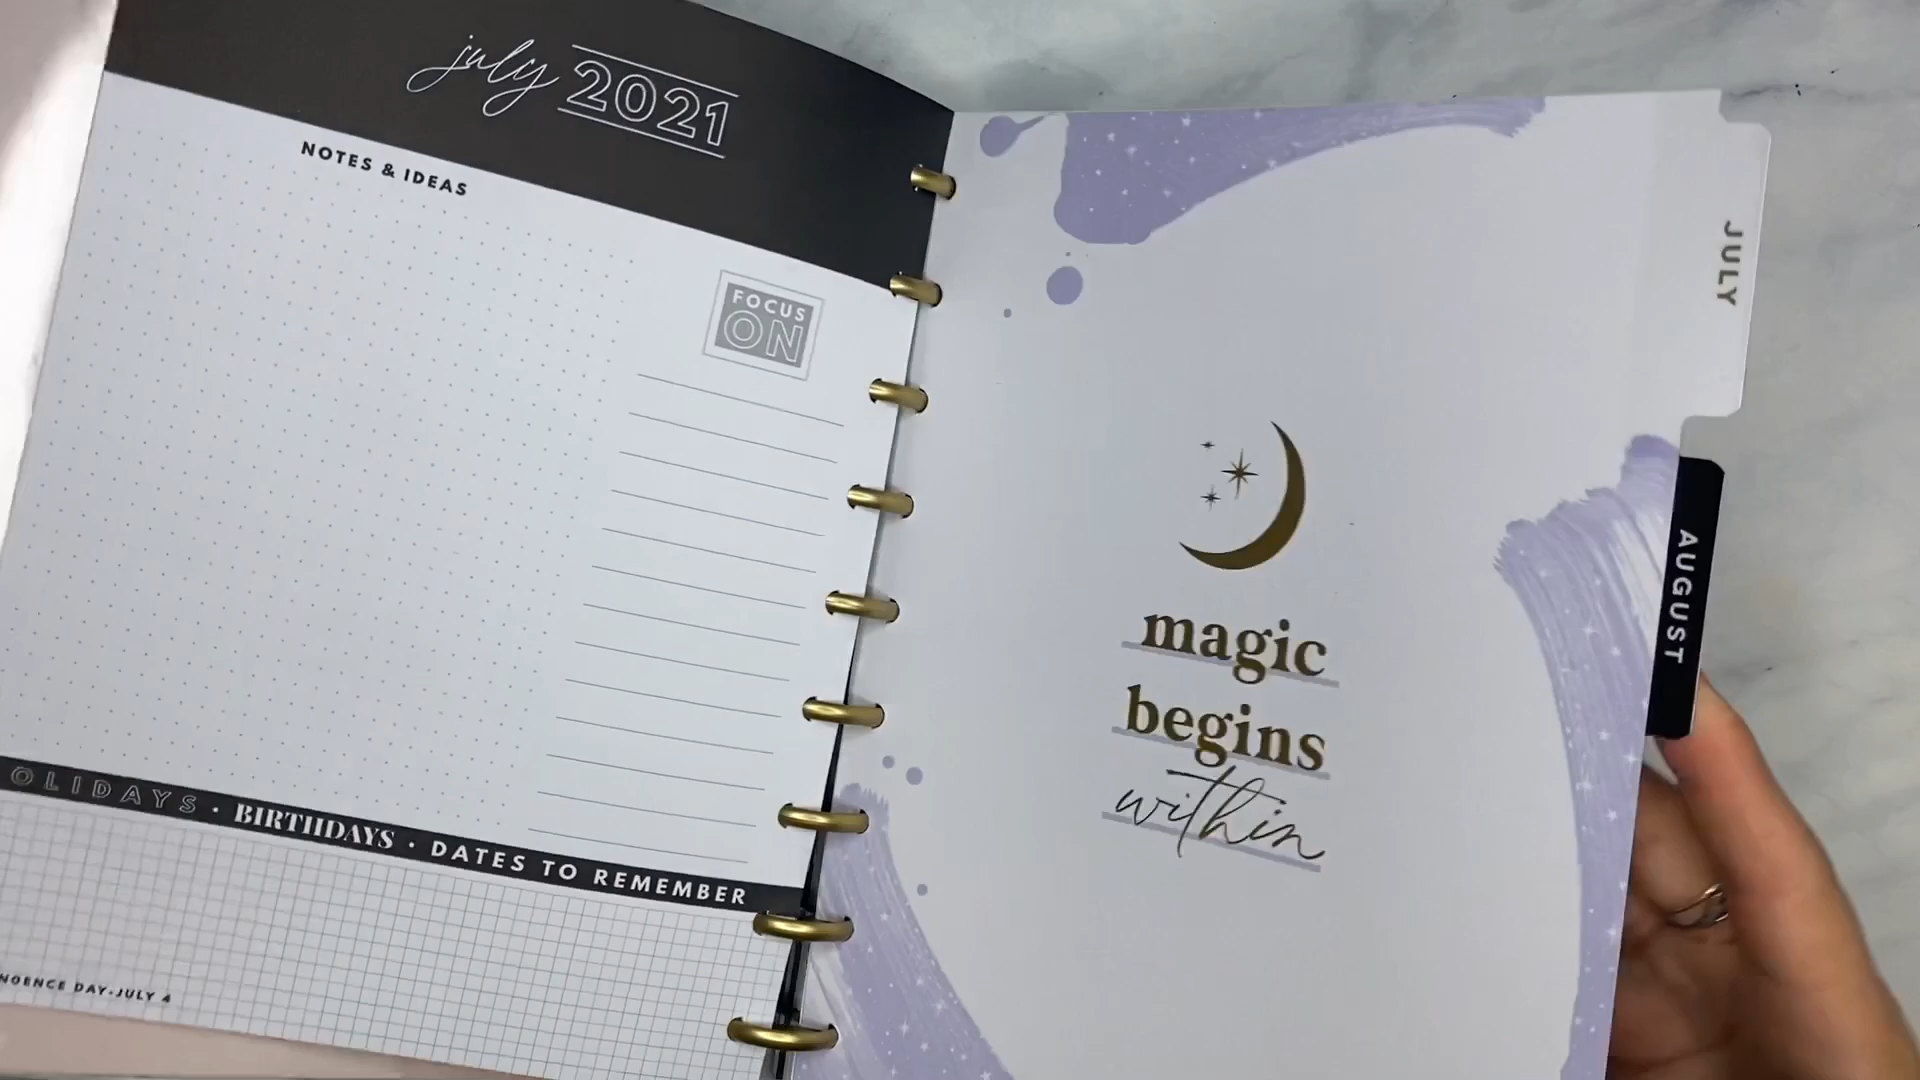 july 2021
NOTES & IDEAS
FOCUS
ON
OLIDAYS • BIRTHDAYS • DATES TO REMEMBER
NDENCE DAY-JULY 4
magic
begins
within
JULY
AUGUST